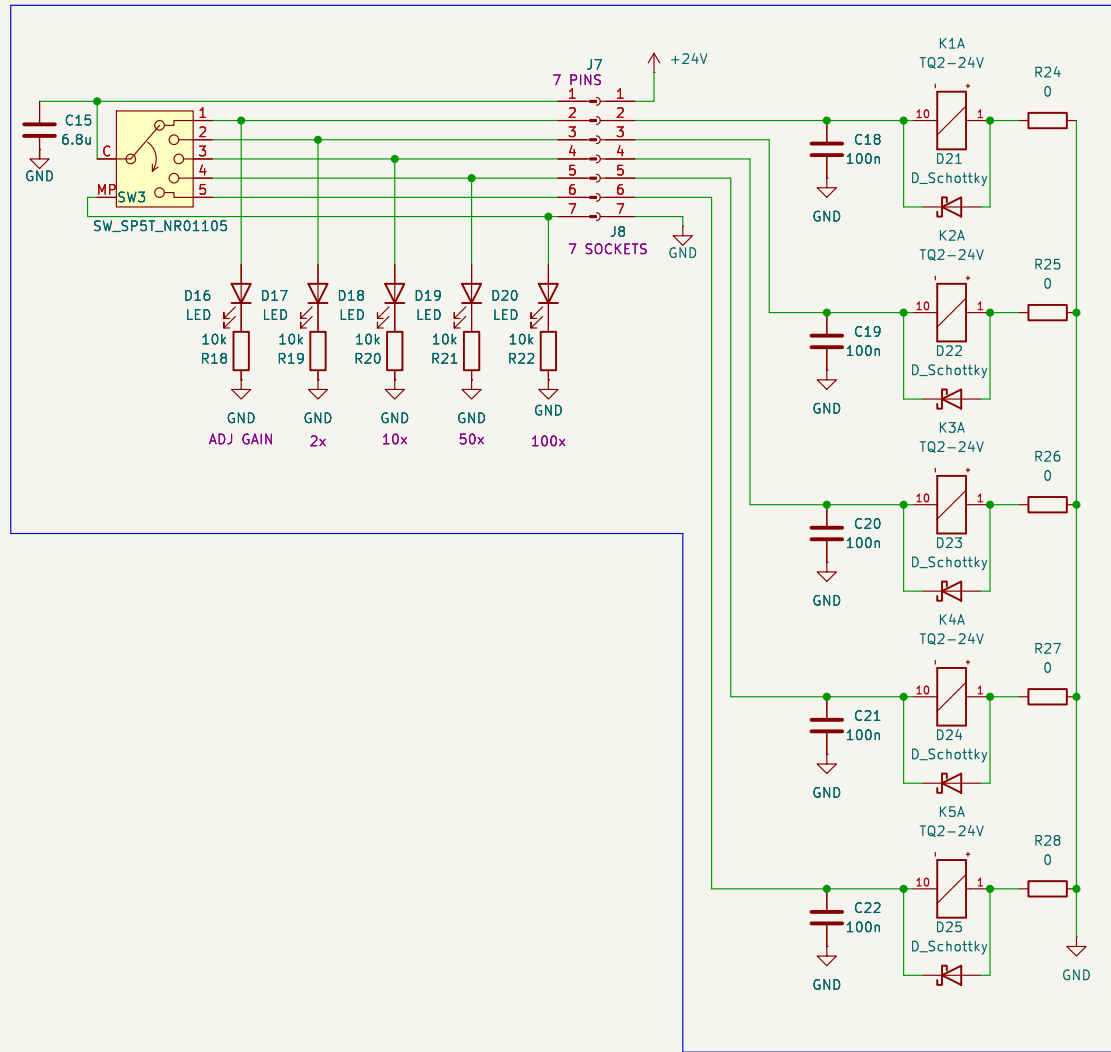 J7
7 PINS
+24V
1 1
2 2
3 3
4 4
5 5
6 6
7 7
J8
7 SOCKETS
GND
C15
6.8u
GND
C
MP
SW3
1
2
3
4
5
SW_SP5T_NR01105
D16
LED
10k
R18
GND
ADJ GAIN
D17
LED
10k
R19
GND
2x
D18
LED
10k
R20
GND
10x
D19
LED
10k
R21
GND
50x
D20
LED
10k
R22
GND
100x
K1A
TQ2-24V
- +
10 1
R24
0
C18
100n
GND
D21
D_Schottky
K2A
TQ2-24V
- +
10 1
R25
0
C19
100n
GND
D22
D_Schottky
K3A
TQ2-24V
- +
10 1
R26
0
C20
100n
GND
D23
D_Schottky
K4A
TQ2-24V
- +
10 1
R27
0
C21
100n
GND
D24
D_Schottky
K5A
TQ2-24V
- +
10 1
R28
0
C22
100n
GND
D25
D_Schottky
GND